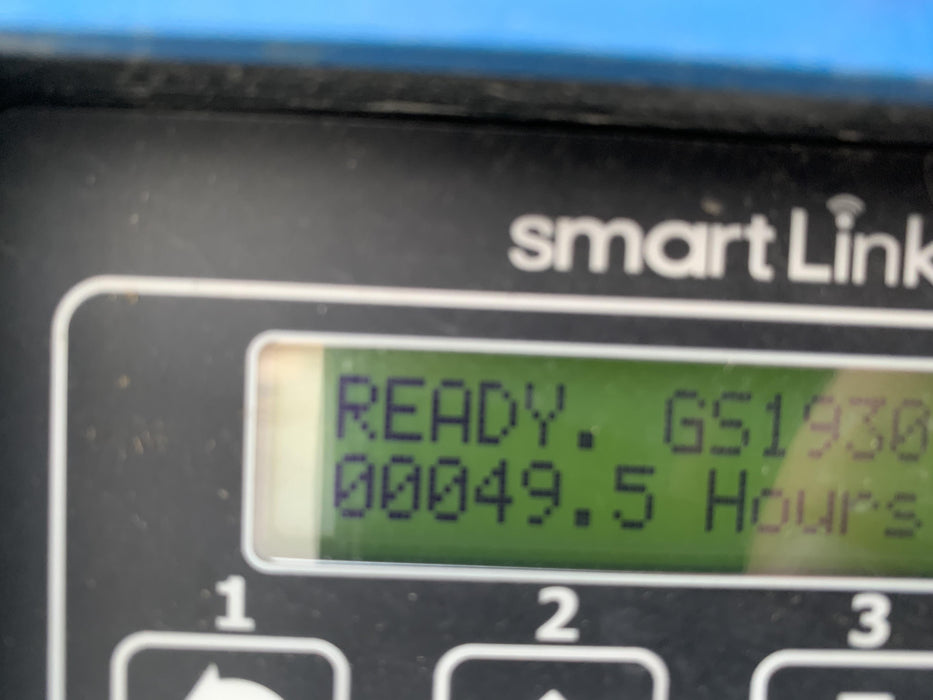 smart Link
READY. GS1930
00049.5 Hours
1 2 3